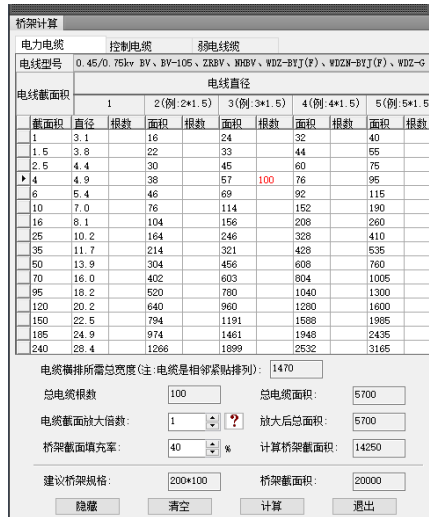 桥架计算
电力电缆 控制电缆 弱电线缆
电线型号 0.45/0.75kv BV、BV-105、ZRBV、NHBV、WDZ-BYJ(F)、WDZN-BYJ(F)、WDZ-G
电线截面积 电线直径
1 2(例:2*1.5) 3(例:3*1.5) 4(例:4*1.5) 5(例:5*1.5
截面积 直径 根数 面积 根数 面积 根数 面积 根数 面积 根数
1 3.1 16 24 32 40
1.5 3.8 22 33 44 55
2.5 4.4 30 45 60 75
4 4.9 38 57 100 76 95
6 5.4 46 69 92 115
10 7.0 76 114 152 190
16 8.1 104 156 208 260
25 10.2 164 246 328 410
35 11.7 214 321 428 535
50 13.9 304 456 608 760
70 16.0 402 603 804 1005
95 18.2 520 780 1040 1300
120 20.2 640 960 1280 1600
150 22.5 794 1191 1588 1985
185 24.9 974 1461 1948 2435
240 28.4 1266 1899 2532 3165
电缆横排所需总宽度(注:电缆是相邻紧贴排列): 1470
总电缆根数 100 总电缆面积: 5700
电缆截面放大倍数: 1 ? 放大后总面积: 5700
桥架截面填充率: 40 % 计算桥架截面积: 14250
建议桥架规格: 200*100 桥架截面积: 20000
隐藏 清空 计算 退出